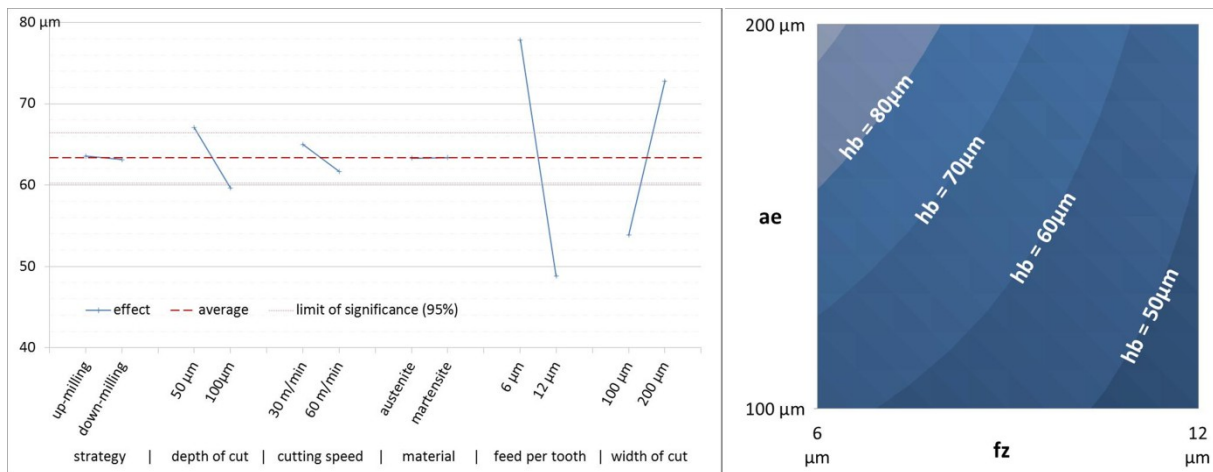 80 µm
70
60
50
40
effect
average
limit of significance (95%)
up-milling
down-milling
50 µm
100µm
30 m/min
60 m/min
austenite
martensite
6 µm
12 µm
100 µm
200 µm
strategy | depth of cut | cutting speed | material | feed per tooth | width of cut
200 µm
ae
100 µm
hb = 80µm
hb = 70µm
hb = 60µm
hb = 50µm
6
µm
fz
12
µm